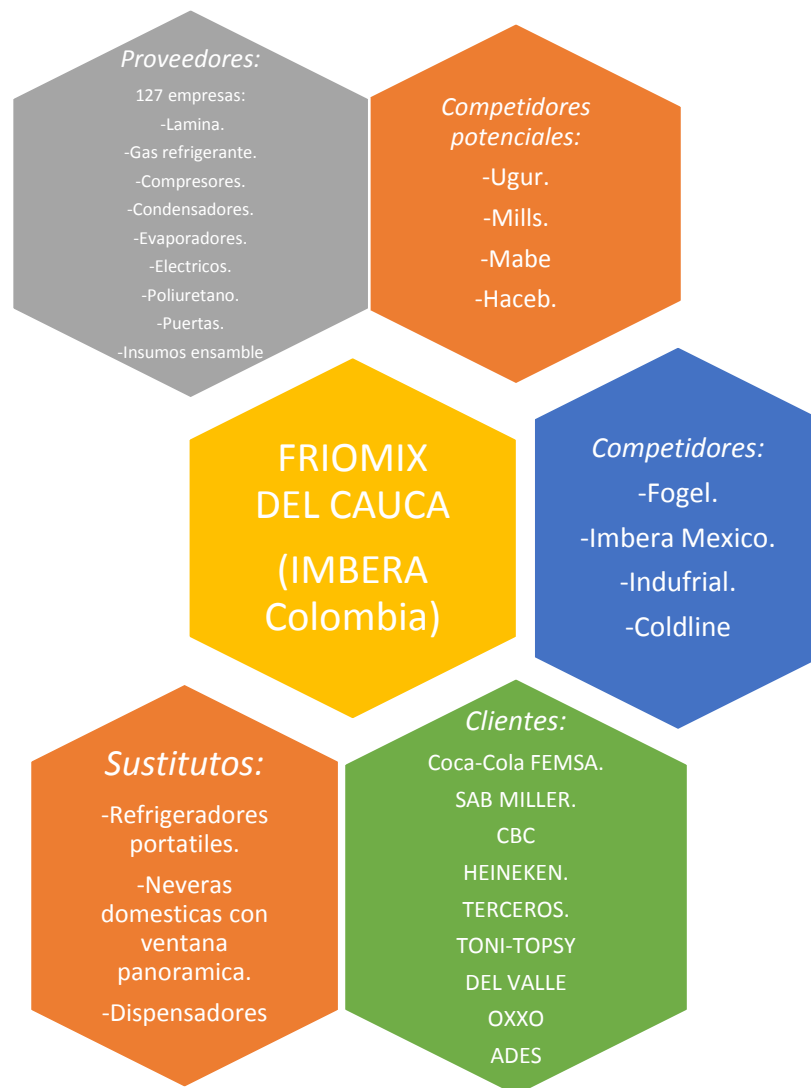 Proveedores:
127 empresas:
-Lamina.
-Gas refrigerante.
-Compresores.
-Condensadores.
-Evaporadores.
-Electricos.
-Poliuretano.
-Puertas.
-Insumos ensamble
Competidores
potenciales:
-Ugur.
-Mills.
-Mabe
-Haceb.
FRIOMIX
DEL CAUCA
(IMBERA
Colombia)
Competidores:
-Fogel.
-Imbera Mexico.
-Indufrial.
-Coldline
Sustitutos:
-Refrigeradores
portatiles.
-Neveras
domesticas con
ventana
panoramica.
-Dispensadores
Clientes:
Coca-Cola FEMSA.
SAB MILLER.
CBC
HEINEKEN.
TERCEROS.
TONI-TOPSY
DEL VALLE
OXXO
ADES